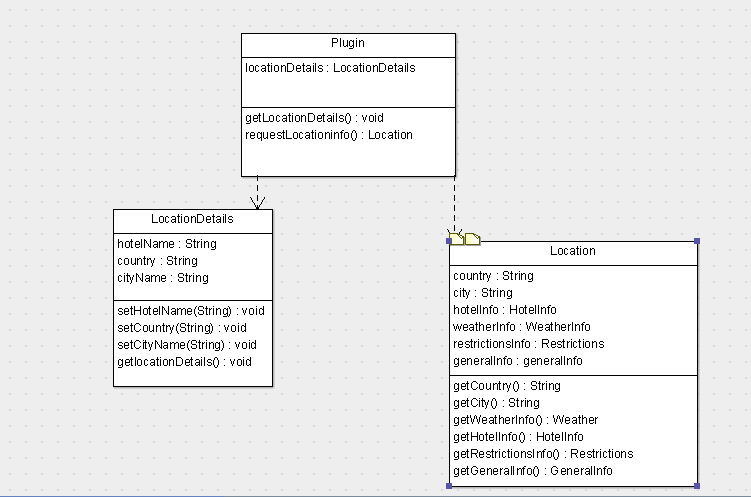 Plugin
locationDetails : LocationDetails
getLocationDetails() : void
requestLocationinfo() : Location
LocationDetails
hotelName : String
country : String
cityName : String
setHotelName(String) : void
setCountry(String) : void
setCityName(String) : void
getlocationDetails() : void
Location
country : String
city : String
hotelInfo : HotelInfo
weatherInfo : WeatherInfo
restrictionsInfo : Restrictions
generalInfo : generalInfo
getCountry() : String
getCity() : String
getWeatherInfo() : Weather
getHotelInfo() : HotelInfo
getRestrictionsInfo() : Restrictions
getGeneralInfo() : GeneralInfo